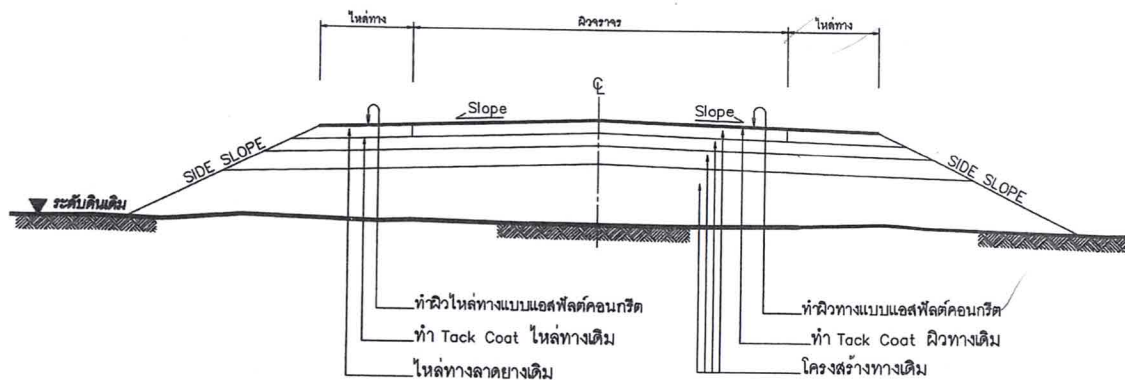 ไหล่ทาง
ผิวจราจร
ไหล่ทาง
℄
Slope
Slope
SIDE SLOPE
SIDE SLOPE
ระดับดินเดิม
ทำผิวไหล่ทางแบบแอสฟัลต์คอนกรีต
ทำ Tack Coat ไหล่ทางเดิม
ไหล่ทางลาดยางเดิม
ทำผิวทางแบบแอสฟัลต์คอนกรีต
ทำ Tack Coat ผิวทางเดิม
โครงสร้างทางเดิม